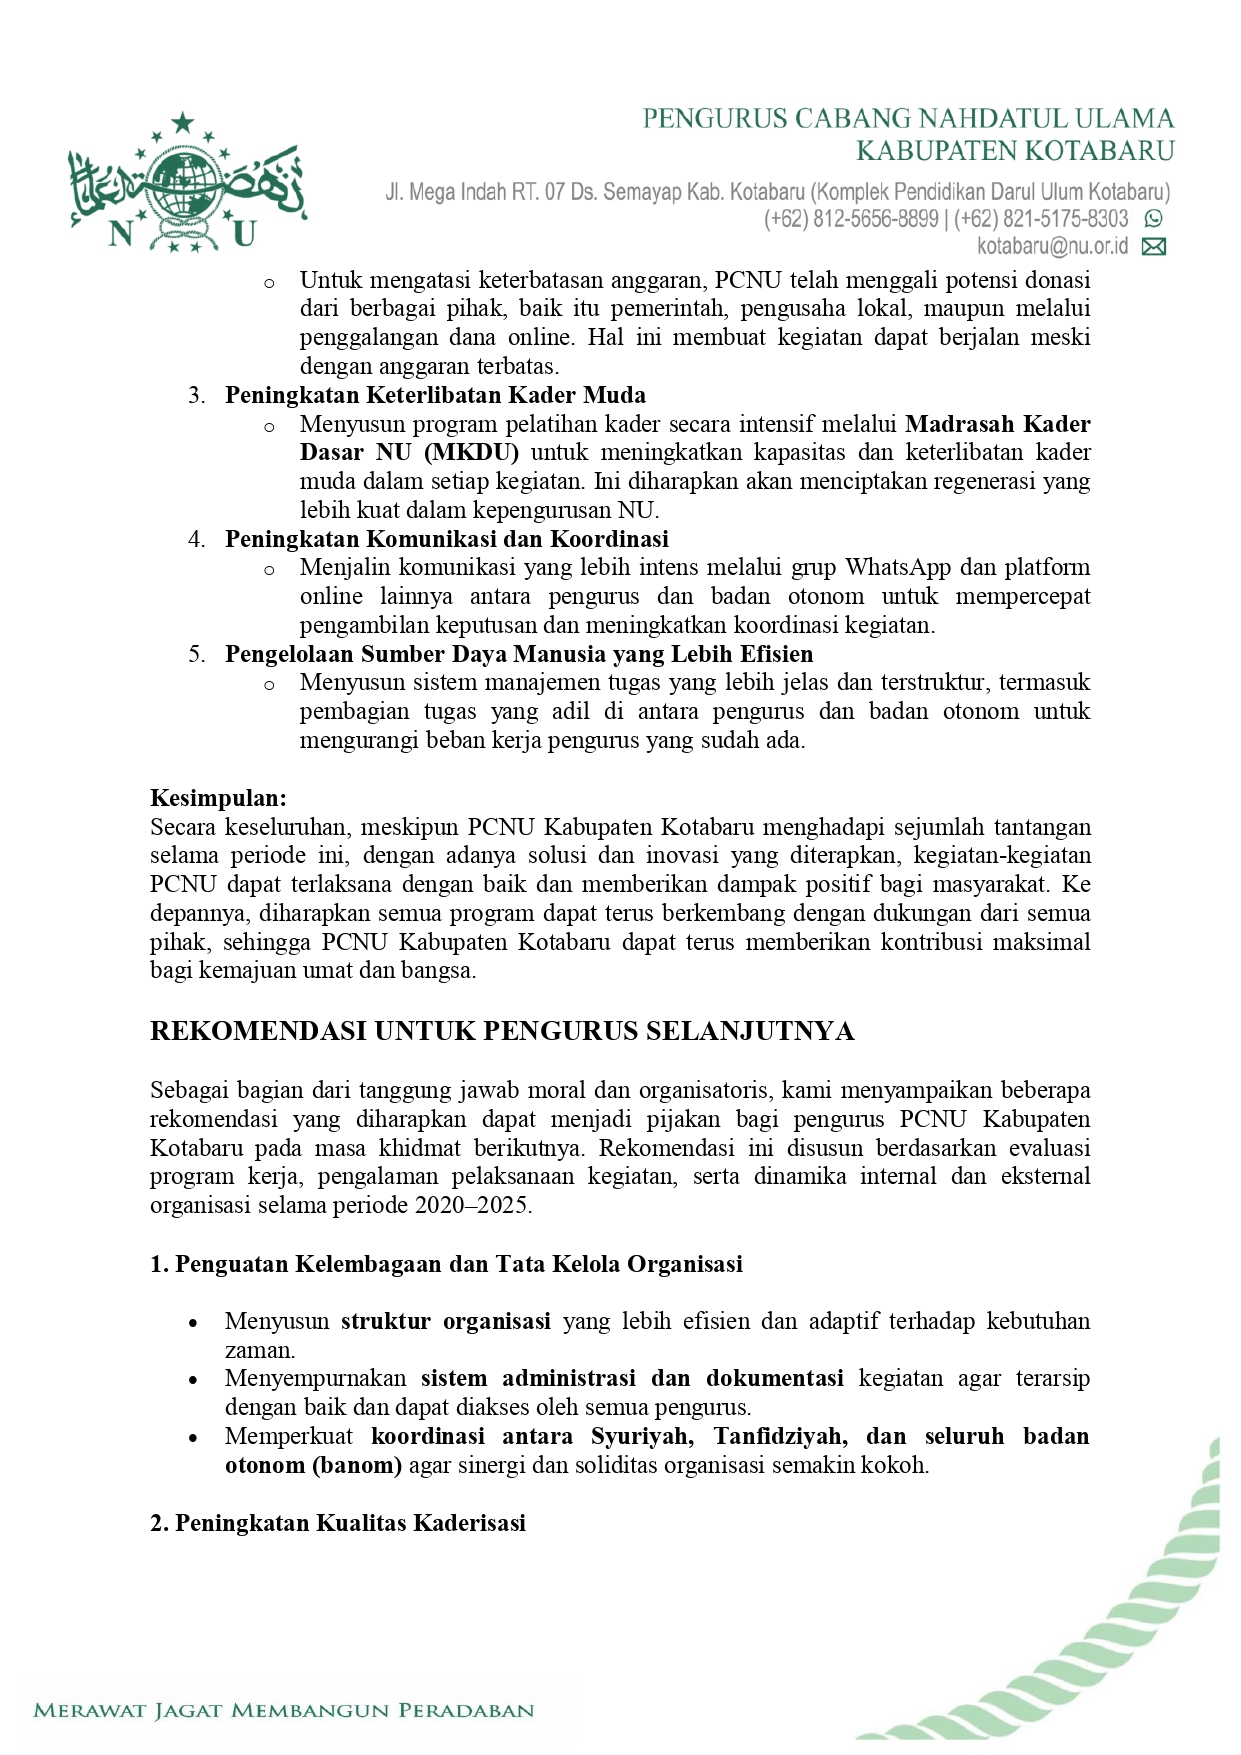 PENGURUS CABANG NAHDATUL ULAMA
KABUPATEN KOTABARU
Jl. Mega Indah RT. 07 Ds. Semayap Kab. Kotabaru (Komplek Pendidikan Darul Ulum Kotabaru)
(+62) 812-5656-8899 | (+62) 821-5175-8303
kotabaru@nu.or.id
نهضة العلماء
N U
o Untuk mengatasi keterbatasan anggaran, PCNU telah menggali potensi donasi
dari berbagai pihak, baik itu pemerintah, pengusaha lokal, maupun melalui
penggalangan dana online. Hal ini membuat kegiatan dapat berjalan meski
dengan anggaran terbatas.
3. Peningkatan Keterlibatan Kader Muda
o Menyusun program pelatihan kader secara intensif melalui Madrasah Kader
Dasar NU (MKDU) untuk meningkatkan kapasitas dan keterlibatan kader
muda dalam setiap kegiatan. Ini diharapkan akan menciptakan regenerasi yang
lebih kuat dalam kepengurusan NU.
4. Peningkatan Komunikasi dan Koordinasi
o Menjalin komunikasi yang lebih intens melalui grup WhatsApp dan platform
online lainnya antara pengurus dan badan otonom untuk mempercepat
pengambilan keputusan dan meningkatkan koordinasi kegiatan.
5. Pengelolaan Sumber Daya Manusia yang Lebih Efisien
o Menyusun sistem manajemen tugas yang lebih jelas dan terstruktur, termasuk
pembagian tugas yang adil di antara pengurus dan badan otonom untuk
mengurangi beban kerja pengurus yang sudah ada.
Kesimpulan:
Secara keseluruhan, meskipun PCNU Kabupaten Kotabaru menghadapi sejumlah tantangan
selama periode ini, dengan adanya solusi dan inovasi yang diterapkan, kegiatan-kegiatan
PCNU dapat terlaksana dengan baik dan memberikan dampak positif bagi masyarakat. Ke
depannya, diharapkan semua program dapat terus berkembang dengan dukungan dari semua
pihak, sehingga PCNU Kabupaten Kotabaru dapat terus memberikan kontribusi maksimal
bagi kemajuan umat dan bangsa.
REKOMENDASI UNTUK PENGURUS SELANJUTNYA
Sebagai bagian dari tanggung jawab moral dan organisatoris, kami menyampaikan beberapa
rekomendasi yang diharapkan dapat menjadi pijakan bagi pengurus PCNU Kabupaten
Kotabaru pada masa khidmat berikutnya. Rekomendasi ini disusun berdasarkan evaluasi
program kerja, pengalaman pelaksanaan kegiatan, serta dinamika internal dan eksternal
organisasi selama periode 2020–2025.
1. Penguatan Kelembagaan dan Tata Kelola Organisasi
• Menyusun struktur organisasi yang lebih efisien dan adaptif terhadap kebutuhan
zaman.
• Menyempurnakan sistem administrasi dan dokumentasi kegiatan agar terarsip
dengan baik dan dapat diakses oleh semua pengurus.
• Memperkuat koordinasi antara Syuriyah, Tanfidziyah, dan seluruh badan
otonom (banom) agar sinergi dan soliditas organisasi semakin kokoh.
2. Peningkatan Kualitas Kaderisasi
MERAWAT JAGAT MEMBANGUN PERADABAN